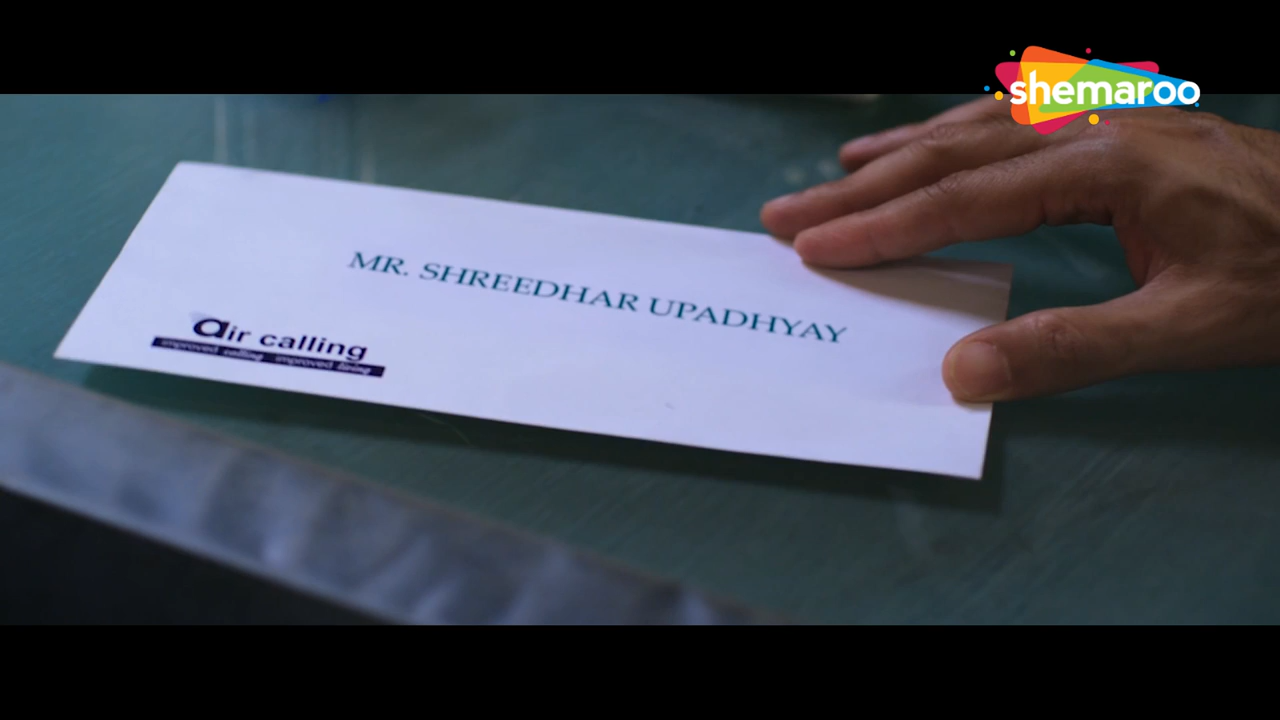 shemaroo
MR. SHREEDHAR UPADHYAY
air calling
improved calling improved living